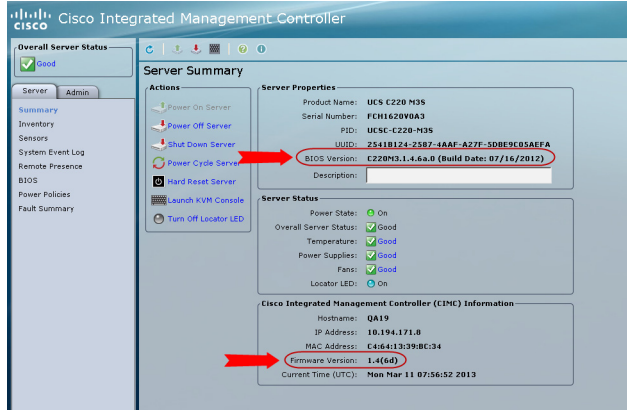 cisco
Cisco Integrated Management Controller
Overall Server Status
Good
Server Admin
Summary
Inventory
Sensors
System Event Log
Remote Presence
BIOS
Power Policies
Fault Summary
Server Summary
Actions
Power On Server
Power Off Server
Shut Down Server
Power Cycle Server
Hard Reset Server
Launch KVM Console
Turn Off Locator LED
Server Properties
Product Name: UCS C220 M3S
Serial Number: FCH1620V0A3
PID: UCSC-C220-M3S
UUID: 2541B124-2587-4AAF-A27F-5DBE9C05AEFA
BIOS Version: C220M3.1.4.6a.0 (Build Date: 07/16/2012)
Description:
Server Status
Power State: On
Overall Server Status: Good
Temperature: Good
Power Supplies: Good
Fans: Good
Locator LED: On
Cisco Integrated Management Controller (CIMC) Information
Hostname: QA19
IP Address: 10.194.171.8
MAC Address: C4:64:13:39:BC:34
Firmware Version: 1.4(6d)
Current Time (UTC): Mon Mar 11 07:56:52 2013